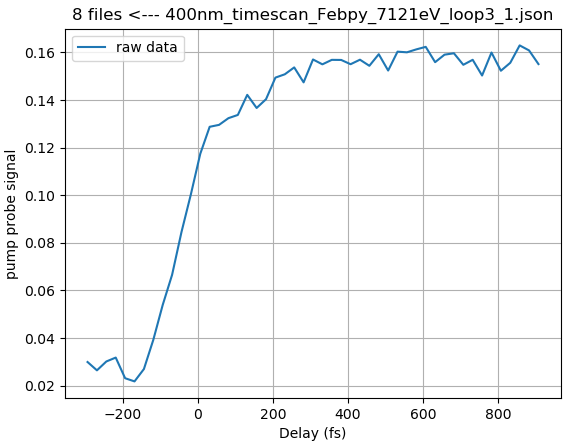 8 files <--- 400nm_timescan_Febpy_7121eV_loop3_1.json
raw data
pump probe signal
0.16
0.14
0.12
0.10
0.08
0.06
0.04
0.02
−200 0 200 400 600 800
Delay (fs)